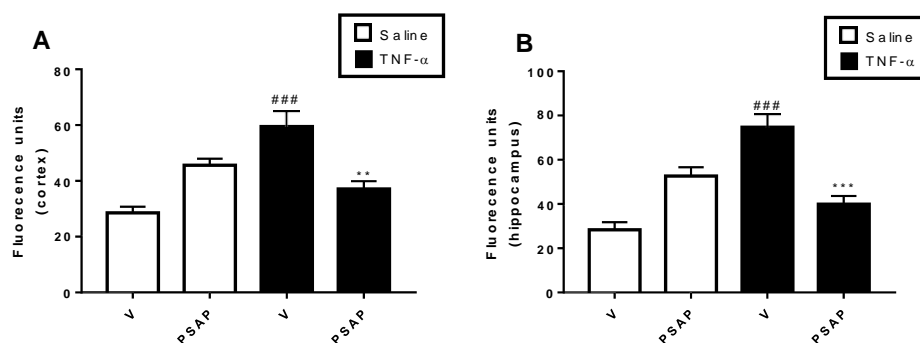 A
Saline
TNF-α
Fluorecence units
(cortex)
80
60
40
20
0
###
**
V
PSAP
V
PSAP
B
Saline
TNF-α
Fluorecence units
(hippocampus)
100
80
60
40
20
0
###
***
V
PSAP
V
PSAP